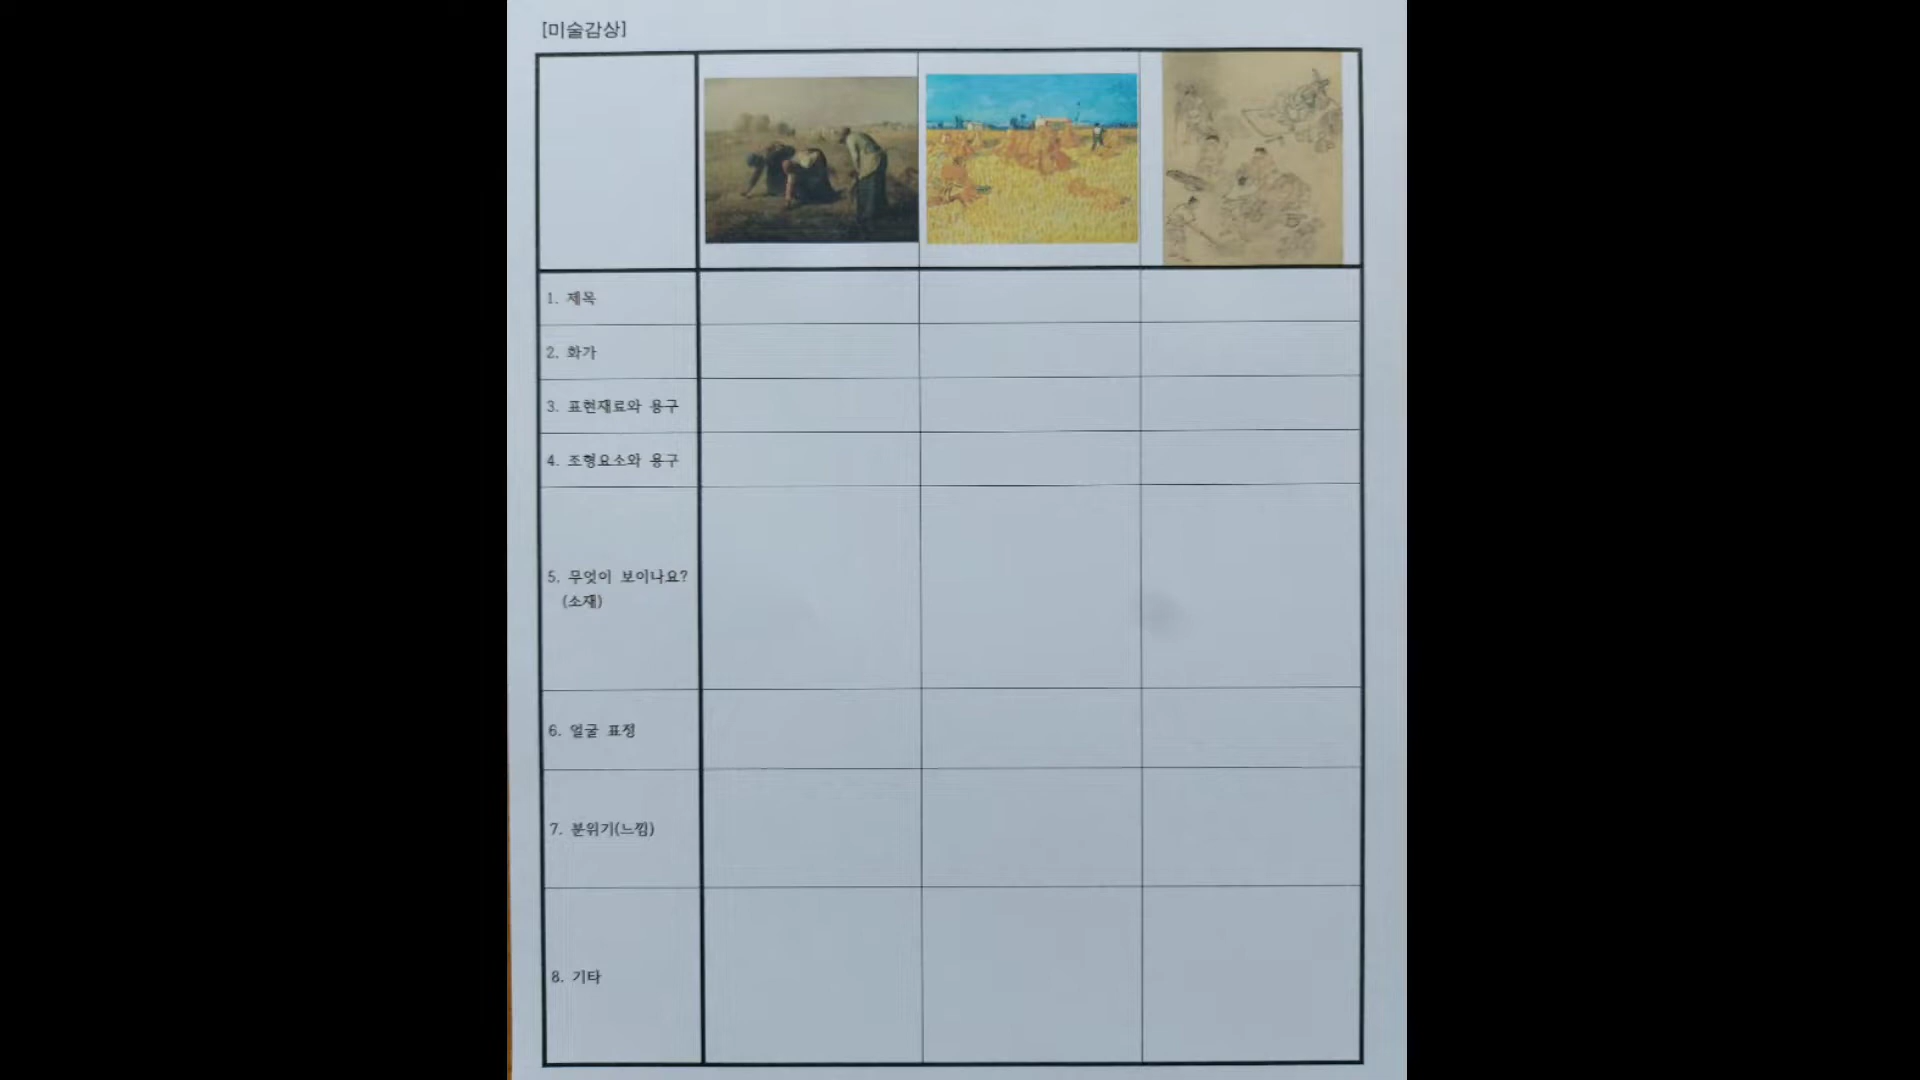 [미술감상]
1. 제목
2. 화가
3. 표현재료와 용구
4. 조형요소와 용구
5. 무엇이 보이나요?
(소재)
6. 얼굴 표정
7. 분위기(느낌)
8. 기타